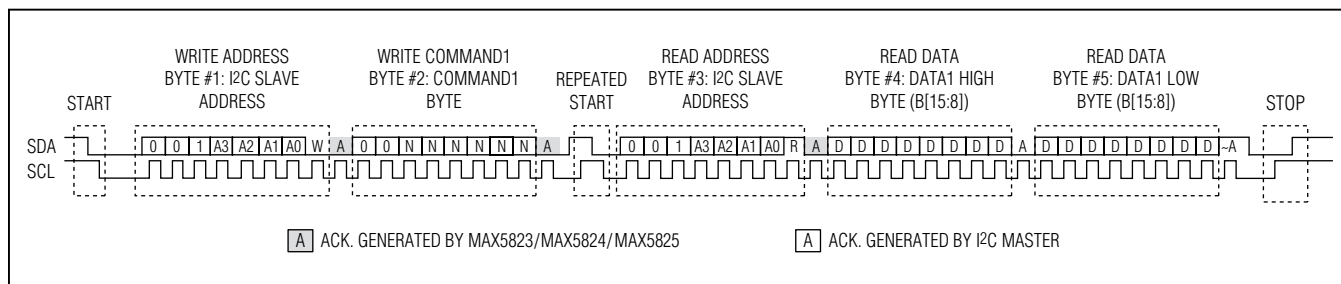 WRITE ADDRESS
BYTE #1: I2C SLAVE
ADDRESS
WRITE COMMAND1
BYTE #2: COMMAND1
BYTE
READ ADDRESS
BYTE #3: I2C SLAVE
ADDRESS
READ DATA
BYTE #4: DATA1 HIGH
BYTE (B[15:8])
READ DATA
BYTE #5: DATA1 LOW
BYTE (B[15:8])
START
REPEATED
START
STOP
SDA 0 0 1 A3 A2 A1 A0 W A 0 0 N N N N N N A 0 0 1 A3 A2 A1 A0 R A D D D D D D D D A D D D D D D D D ~A
SCL
A ACK. GENERATED BY MAX5823/MAX5824/MAX5825
A ACK. GENERATED BY I²C MASTER